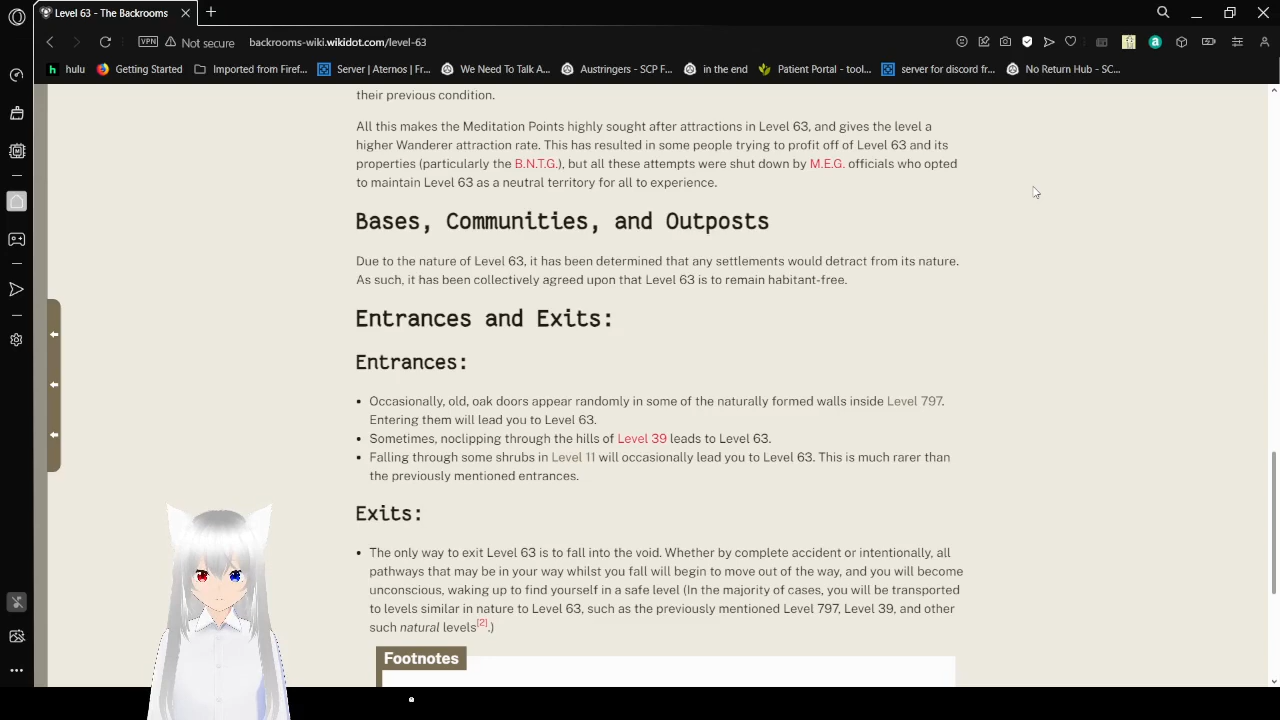 Level 63 - The Backrooms
VPN Not secure backrooms-wiki.wikidot.com/level-63
hulu Getting Started Imported from Firef... Server | Aternos | Fr... We Need To Talk A... Austringers - SCP F... in the end Patient Portal - tool... server for discord fr... No Return Hub - SC...
their previous condition.
All this makes the Meditation Points highly sought after attractions in Level 63, and gives the level a
higher Wanderer attraction rate. This has resulted in some people trying to profit off of Level 63 and its
properties (particularly the B.N.T.G.), but all these attempts were shut down by M.E.G. officials who opted
to maintain Level 63 as a neutral territory for all to experience.
Bases, Communities, and Outposts
Due to the nature of Level 63, it has been determined that any settlements would detract from its nature.
As such, it has been collectively agreed upon that Level 63 is to remain habitant-free.
Entrances and Exits:
Entrances:
• Occasionally, old, oak doors appear randomly in some of the naturally formed walls inside Level 797.
Entering them will lead you to Level 63.
• Sometimes, noclipping through the hills of Level 39 leads to Level 63.
• Falling through some shrubs in Level 11 will occasionally lead you to Level 63. This is much rarer than
the previously mentioned entrances.
Exits:
• The only way to exit Level 63 is to fall into the void. Whether by complete accident or intentionally, all
pathways that may be in your way whilst you fall will begin to move out of the way, and you will become
unconscious, waking up to find yourself in a safe level (In the majority of cases, you will be transported
to levels similar in nature to Level 63, such as the previously mentioned Level 797, Level 39, and other
such natural levels[2].)
Footnotes